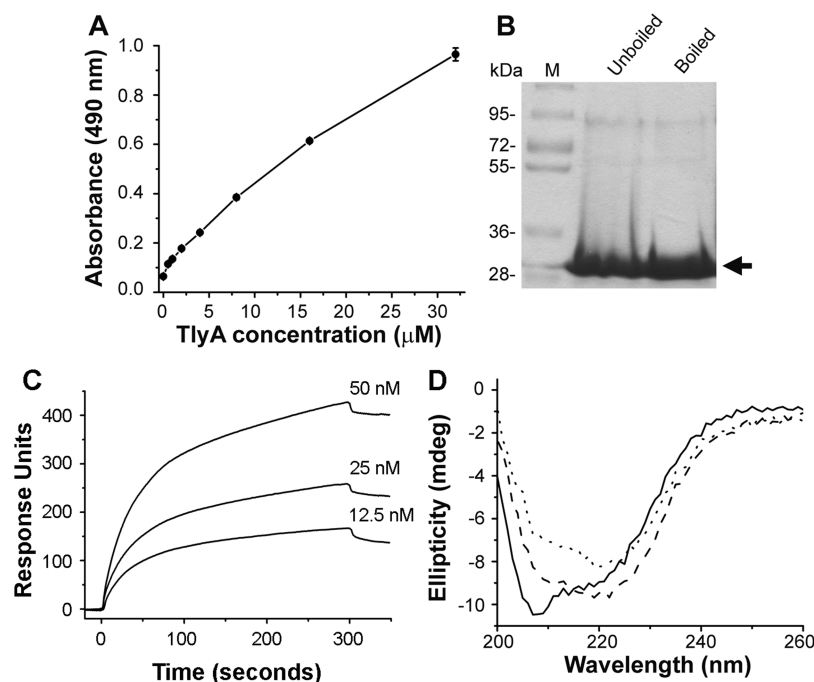 A
Absorbance (490 nm)
1.0
0.8
0.6
0.4
0.2
0.0
0 5 10 15 20 25 30
TlyA concentration (μM)
B
Unboiled
Boiled
kDa M
95-
72-
55-
36-
28-
C
Response Units
400
300
200
100
0
50 nM
25 nM
12.5 nM
0 100 200 300
Time (seconds)
D
Ellipticity (mdeg)
0
-2
-4
-6
-8
-10
200 220 240 260
Wavelength (nm)